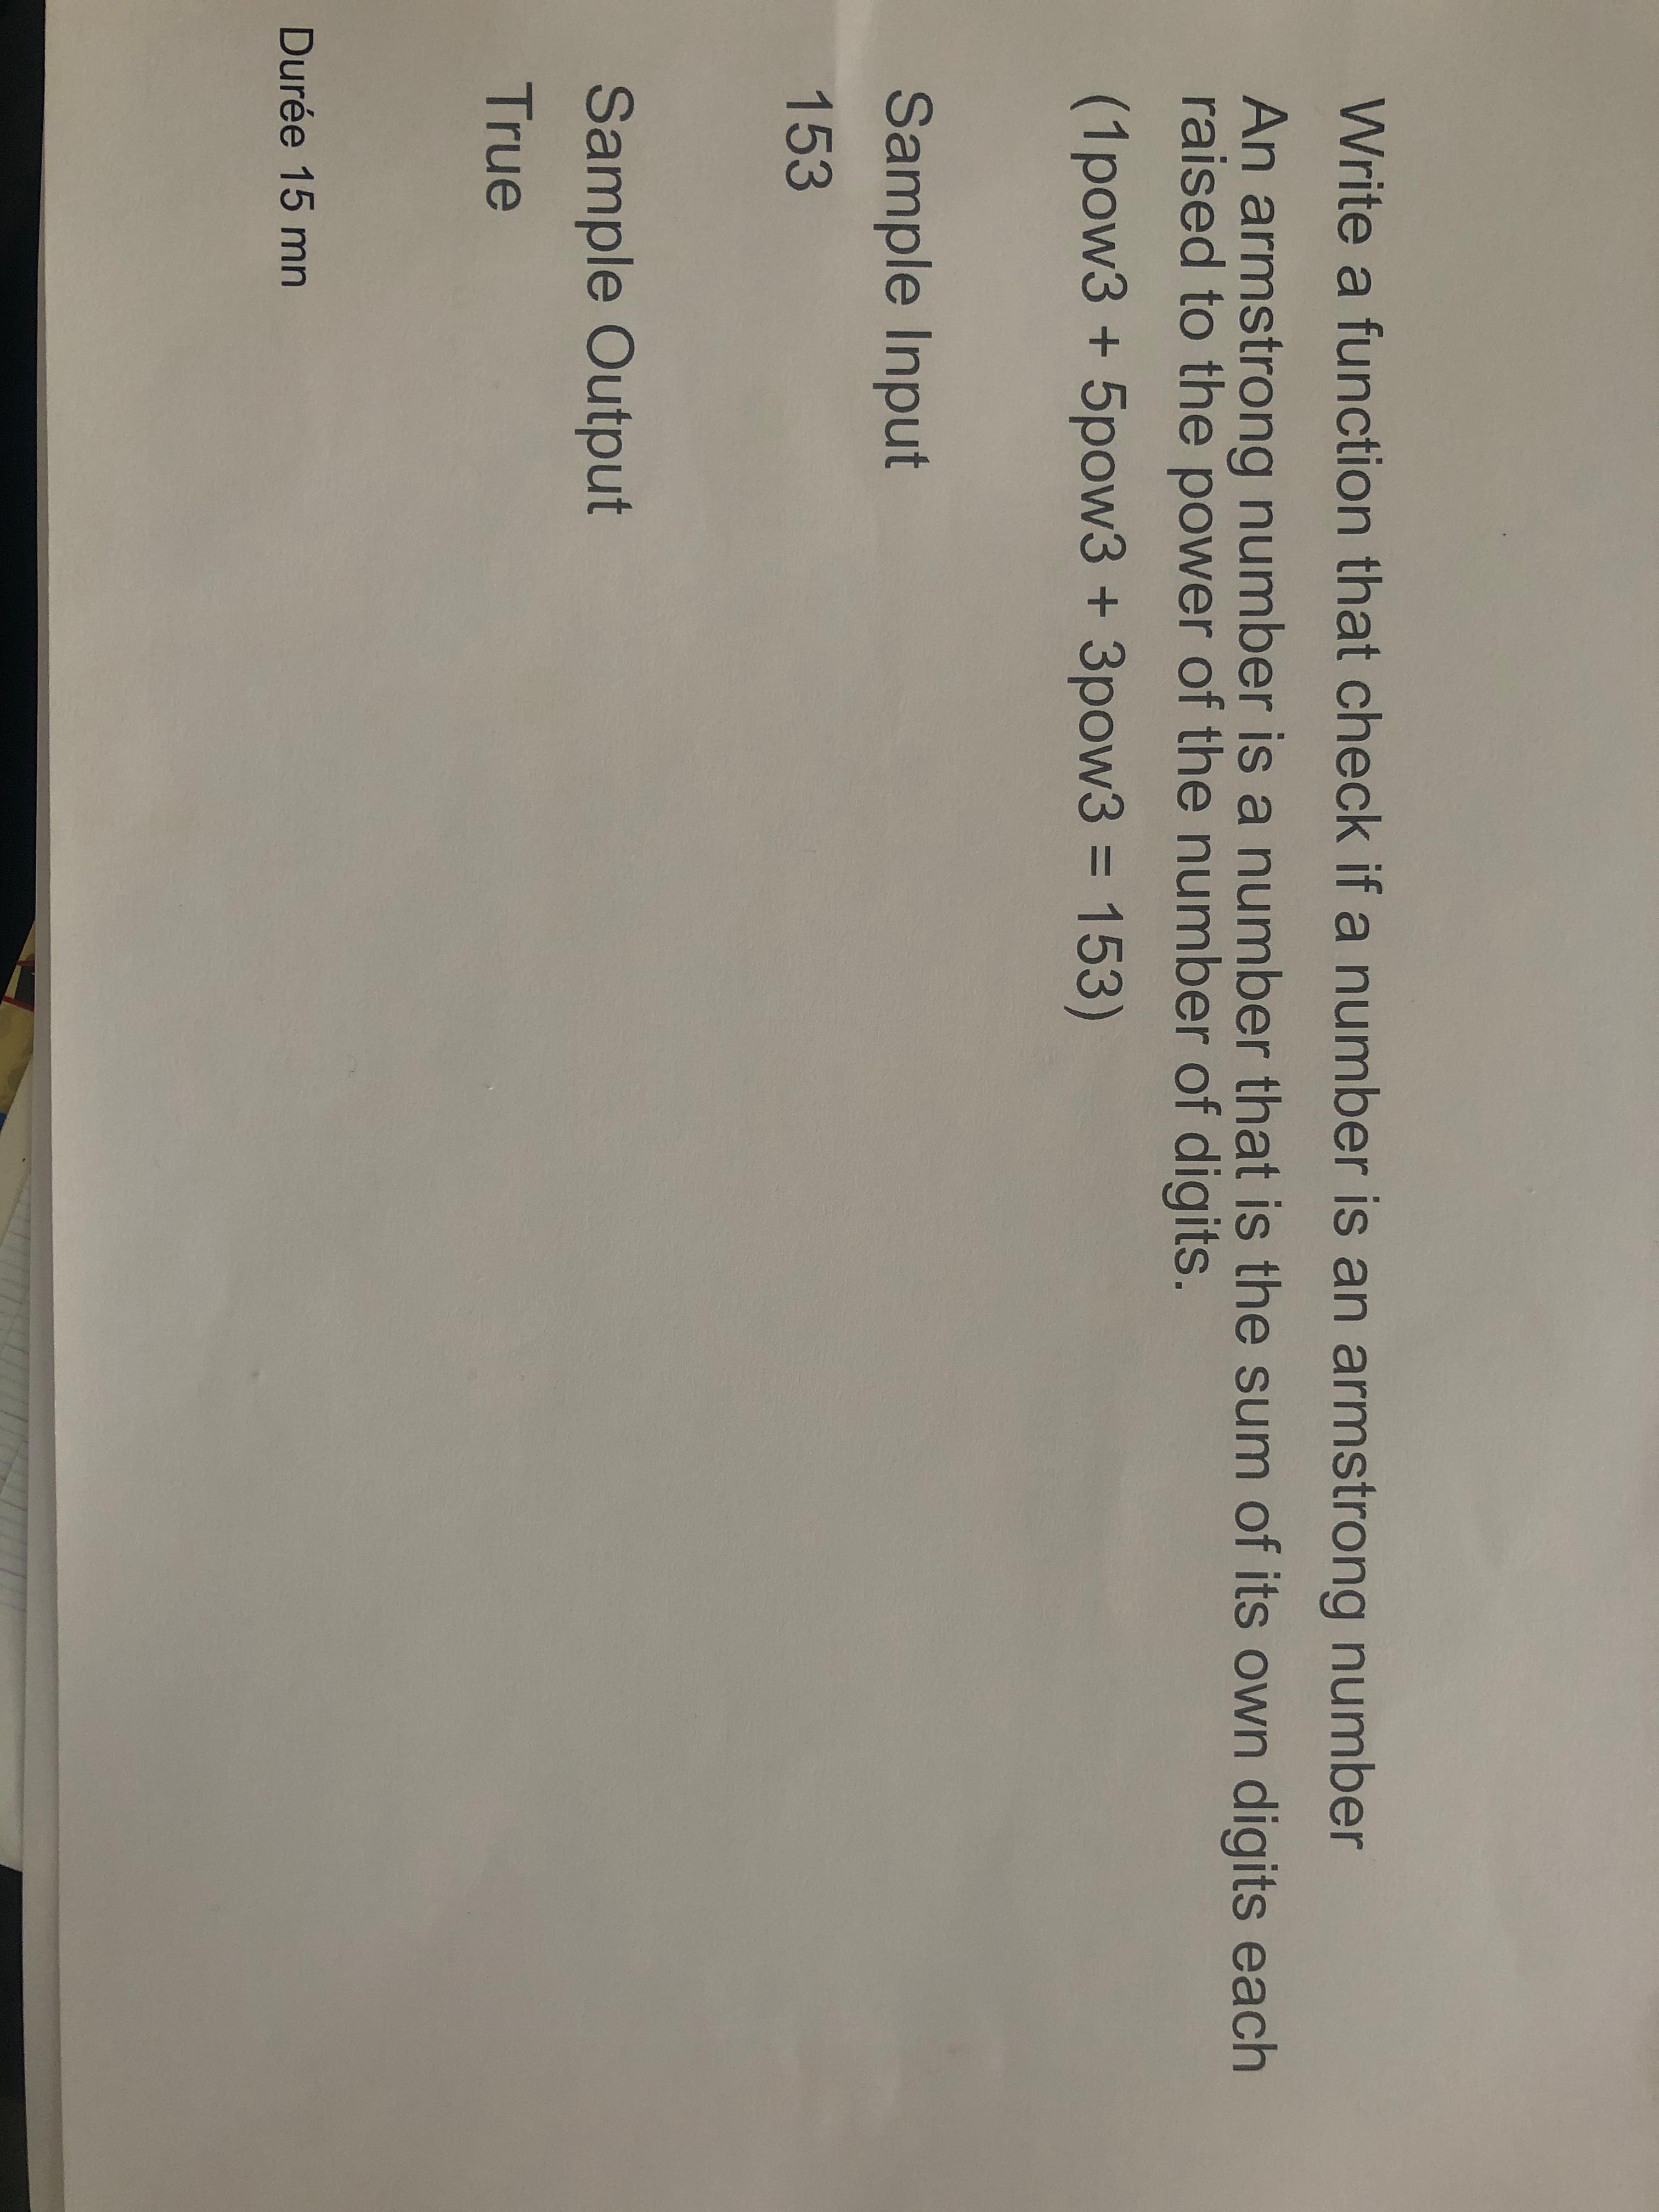 Write a function that check if a number is an armstrong number
An armstrong number is a number that is the sum of its own digits each
raised to the power of the number of digits.
(1pow3 + 5pow3 + 3pow3 = 153)
Sample Input
153
Sample Output
True
Durée 15 mn